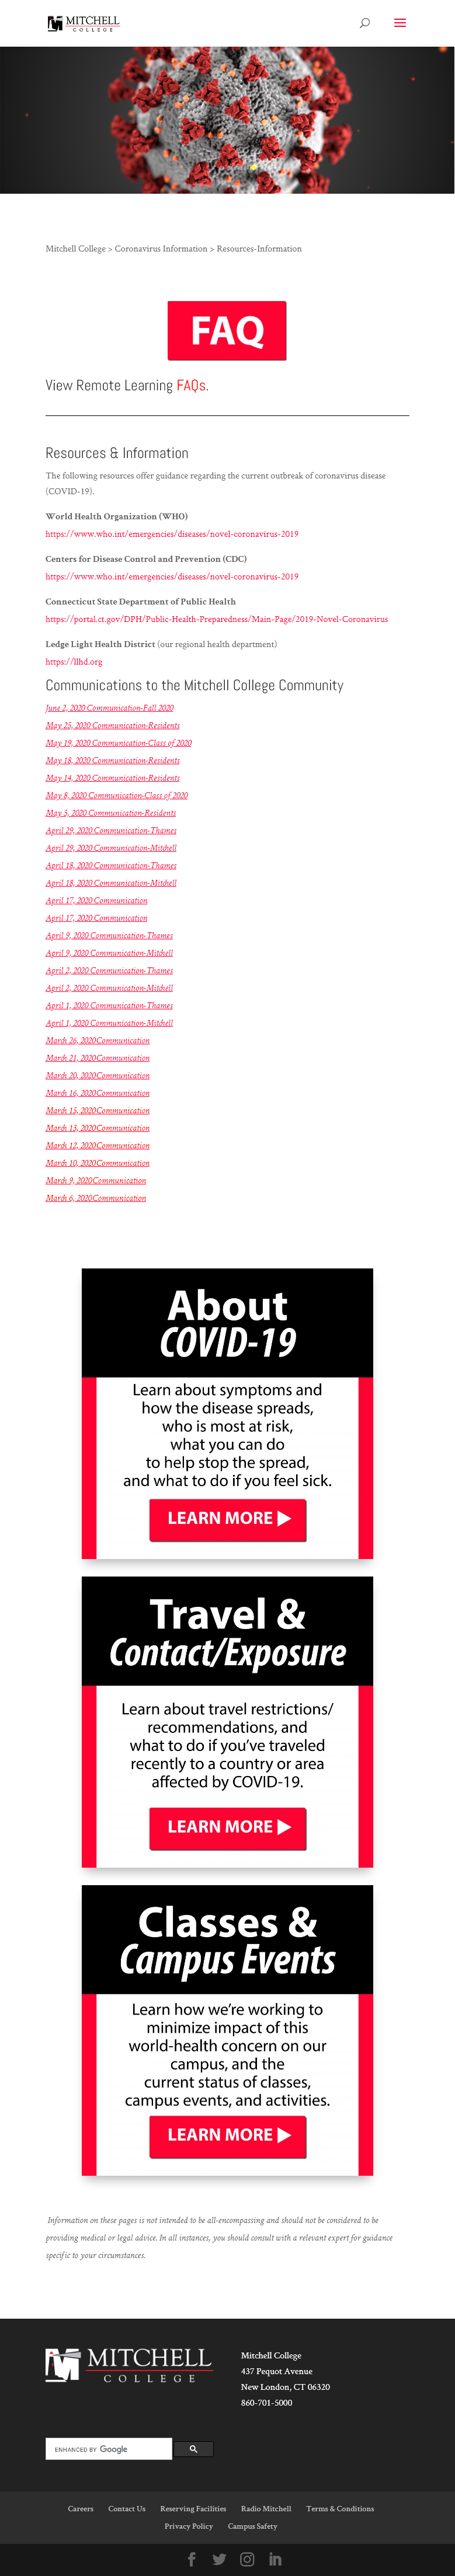 MITCHELL
COLLEGE
Mitchell College > Coronavirus Information > Resources-Information
FAQ
View Remote Learning FAQs.
Resources & Information
The following resources offer guidance regarding the current outbreak of coronavirus disease
(COVID-19).
World Health Organization (WHO)
https://www.who.int/emergencies/diseases/novel-coronavirus-2019
Centers for Disease Control and Prevention (CDC)
https://www.who.int/emergencies/diseases/novel-coronavirus-2019
Connecticut State Department of Public Health
https://portal.ct.gov/DPH/Public-Health-Preparedness/Main-Page/2019-Novel-Coronavirus
Ledge Light Health District (our regional health department)
https://llhd.org
Communications to the Mitchell College Community
June 2, 2020 Communication-Fall 2020
May 25, 2020 Communication-Residents
May 19, 2020 Communication-Class of 2020
May 18, 2020 Communication-Residents
May 14, 2020 Communication-Residents
May 8, 2020 Communication-Class of 2020
May 5, 2020 Communication-Residents
April 29, 2020 Communication-Thames
April 29, 2020 Communication-Mitchell
April 18, 2020 Communication-Thames
April 18, 2020 Communication-Mitchell
April 17, 2020 Communication
April 17, 2020 Communication
April 9, 2020 Communication-Thames
April 9, 2020 Communication-Mitchell
April 2, 2020 Communication-Thames
April 2, 2020 Communication-Mitchell
April 1, 2020 Communication-Thames
April 1, 2020 Communication-Mitchell
March 26, 2020 Communication
March 21, 2020 Communication
March 20, 2020 Communication
March 16, 2020 Communication
March 15, 2020 Communication
March 13, 2020 Communication
March 12, 2020 Communication
March 10, 2020 Communication
March 9, 2020 Communication
March 6, 2020 Communication
About
COVID-19
Learn about symptoms and
how the disease spreads,
who is most at risk,
what you can do
to help stop the spread,
and what to do if you feel sick.
LEARN MORE ▶
Travel &
Contact/Exposure
Learn about travel restrictions/
recommendations, and
what to do if you've traveled
recently to a country or area
affected by COVID-19.
LEARN MORE ▶
Classes &
Campus Events
Learn how we're working to
minimize impact of this
world-health concern on our
campus, and the
current status of classes,
campus events, and activities.
LEARN MORE ▶
Information on these pages is not intended to be all-encompassing and should not be considered to be
providing medical or legal advice. In all instances, you should consult with a relevant expert for guidance
specific to your circumstances.
MITCHELL
COLLEGE
Mitchell College
437 Pequot Avenue
New London, CT 06320
860-701-5000
ENHANCED BY Google
Careers Contact Us Reserving Facilities Radio Mitchell Terms & Conditions
Privacy Policy Campus Safety